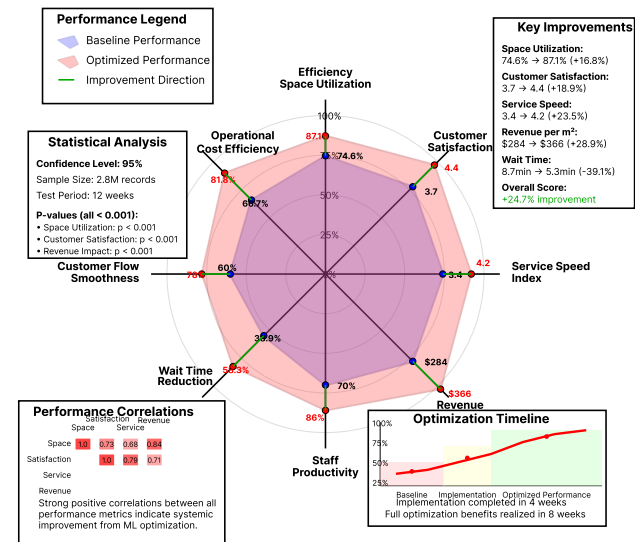 Performance Legend
Baseline Performance
Optimized Performance
Improvement Direction
Key Improvements
Space Utilization:
74.6% → 87.1% (+16.8%)
Customer Satisfaction:
3.7 → 4.4 (+18.9%)
Service Speed:
3.4 → 4.2 (+23.5%)
Revenue per m²:
$284 → $366 (+28.9%)
Wait Time:
8.7min → 5.3min (-39.1%)
Overall Score:
+24.7% improvement
Statistical Analysis
Confidence Level: 95%
Sample Size: 2.8M records
Test Period: 12 weeks
P-values (all < 0.001):
• Space Utilization: p < 0.001
• Customer Satisfaction: p < 0.001
• Revenue Impact: p < 0.001
Efficiency
Space Utilization
100%
75%
50%
25%
87.1%
74.6%
Customer
Satisfaction
4.4
3.7
Service Speed
Index
4.2
3.4
Revenue
$284
$366
Staff
Productivity
70%
86%
Wait Time
Reduction
33.9%
Customer Flow
Smoothness
60%
Operational
Cost Efficiency
81.8%
Performance Correlations
Space
Satisfaction
Service
Revenue
Space 1.0 0.73 0.68 0.84
Satisfaction 1.0 0.79 0.71
Service
Revenue
Strong positive correlations between all
performance metrics indicate systemic
improvement from ML optimization.
Optimization Timeline
100%
75%
50%
25%
Baseline
Implementation
Optimized Performance
Implementation completed in 4 weeks
Full optimization benefits realized in 8 weeks